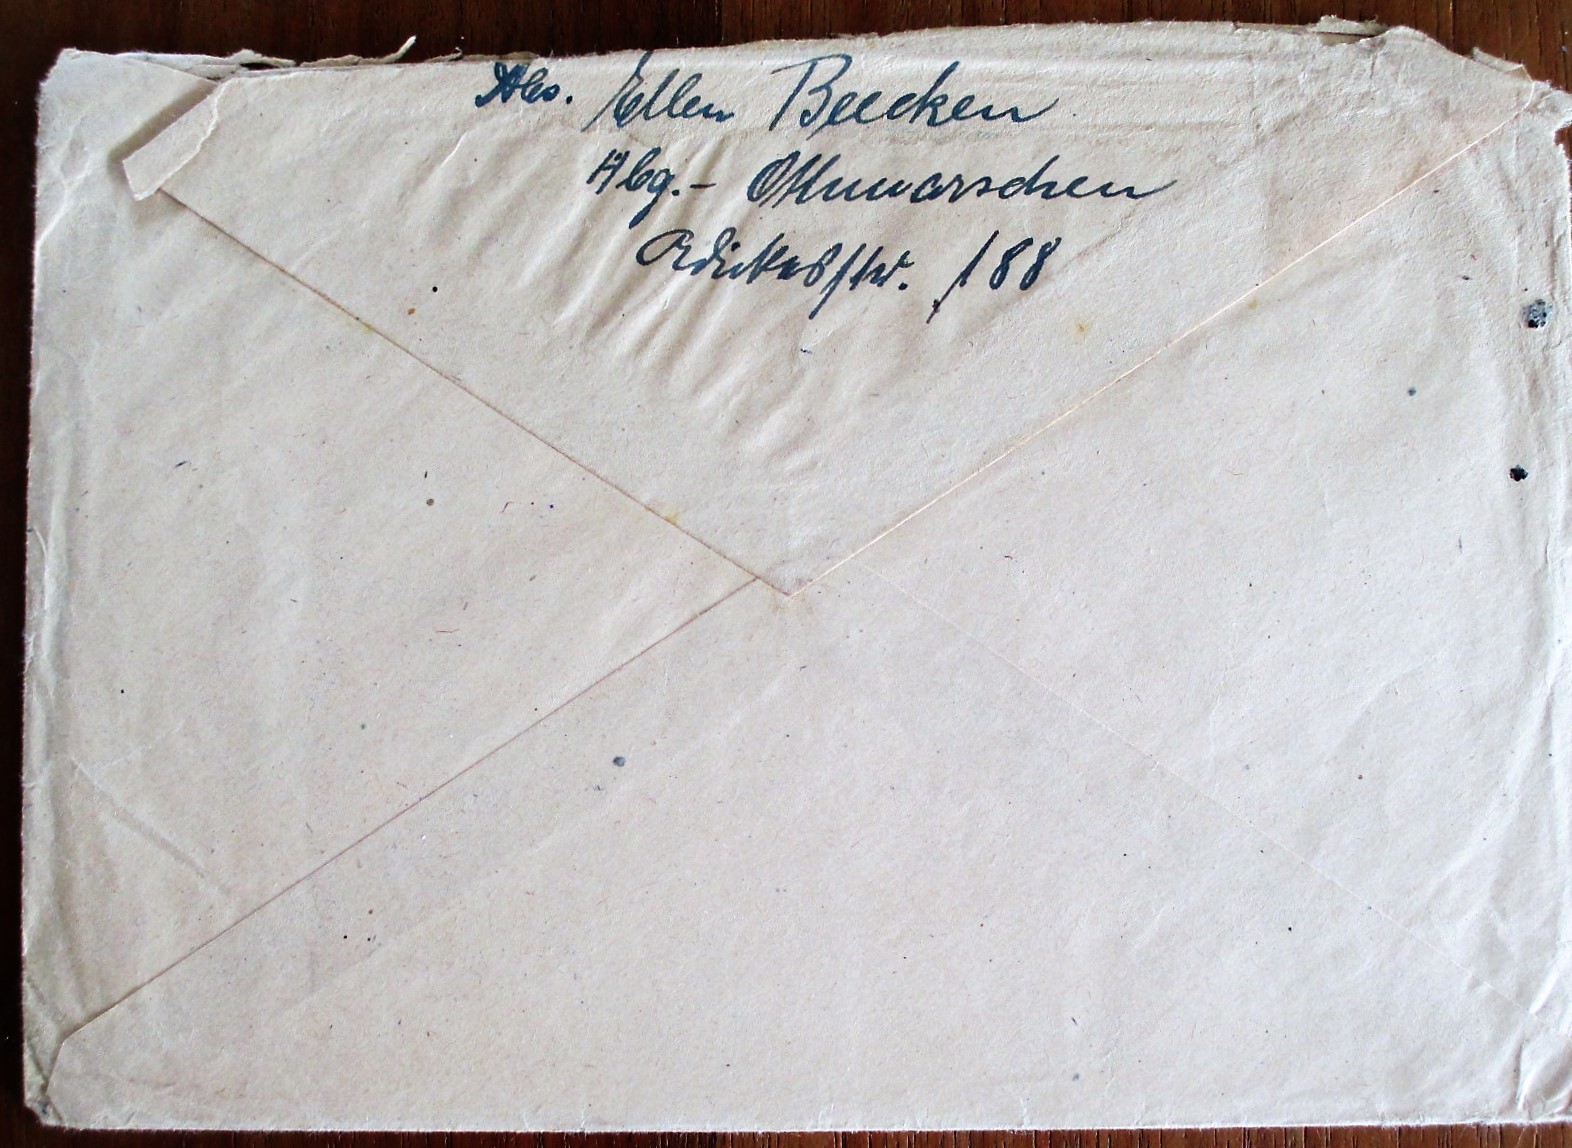 Abs. Ellen Beecken
Hbg.- Othmarschen
188